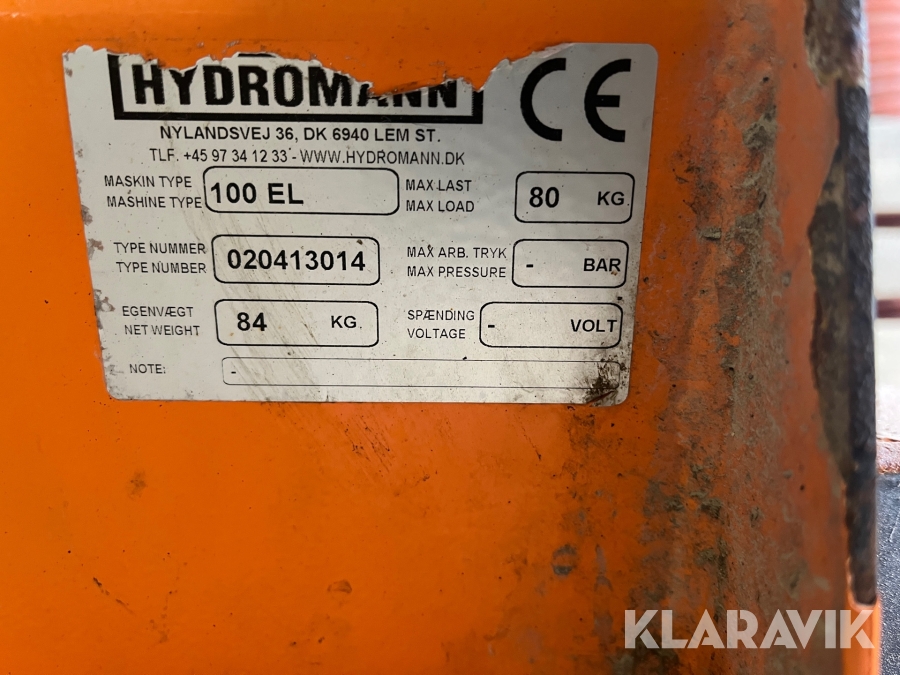 HYDROMANN
CE
NYLANDSVEJ 36, DK 6940 LEM ST.
TLF. +45 97 34 12 33 - WWW.HYDROMANN.DK
MASKIN TYPE
MASHINE TYPE
100 EL
MAX LAST
MAX LOAD
80 KG.
TYPE NUMMER
TYPE NUMBER
020413014
MAX ARB. TRYK
MAX PRESSURE
- BAR
EGENVÆGT
NET WEIGHT
84 KG.
SPÆNDING
VOLTAGE
- VOLT
NOTE: -
KLARAVIK